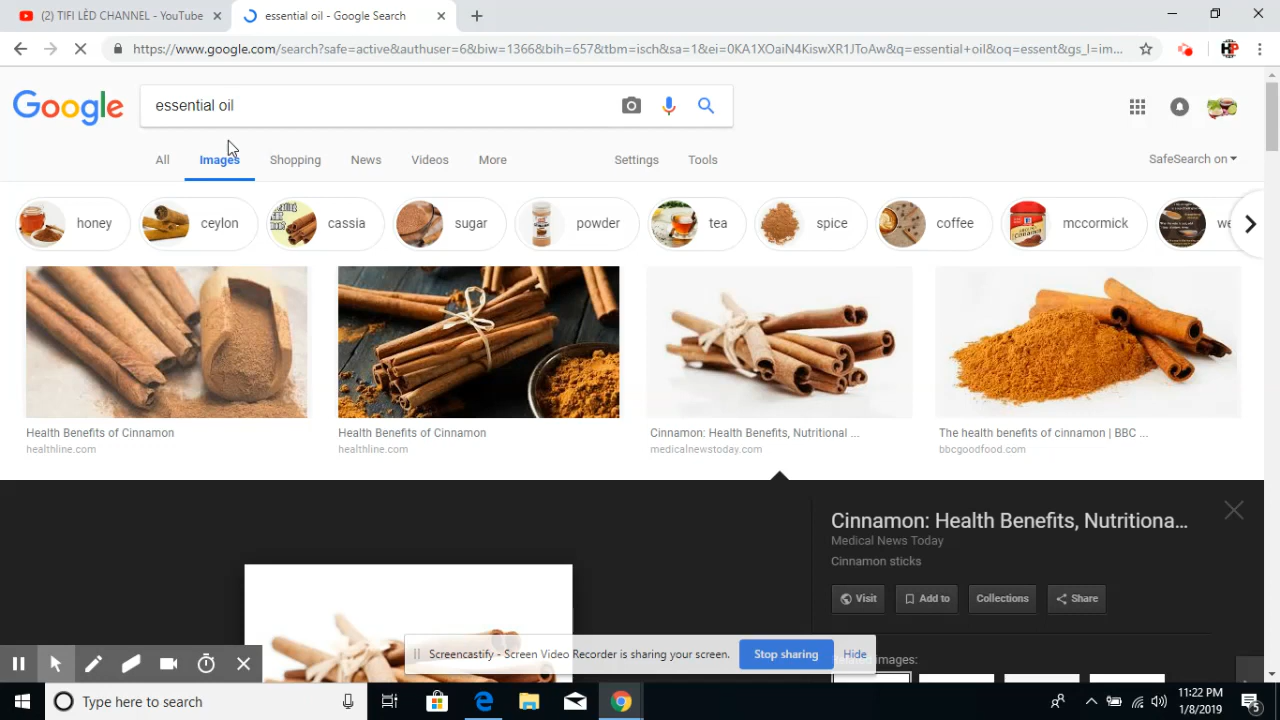 (2) TIFI LÈD CHANNEL - YouTube
essential oil - Google Search
https://www.google.com/search?safe=active&authuser=6&biw=1366&bih=657&tbm=isch&sa=1&ei=0KA1XOaiN4KiswXR1JToAw&q=essential+oil&oq=essent&gs_l=im...
HP
Google
essential oil
All Images Shopping News Videos More Settings Tools
SafeSearch on
honey ceylon cassia sugar powder tea spice coffee mccormick we
Health Benefits of Cinnamon
healthline.com
Health Benefits of Cinnamon
healthline.com
Cinnamon: Health Benefits, Nutritional ...
medicalnewstoday.com
The health benefits of cinnamon | BBC ...
bbcgoodfood.com
Cinnamon: Health Benefits, Nutritiona...
Medical News Today
Cinnamon sticks
Visit Add to Collections Share
Screencastify - Screen Video Recorder is sharing your screen. Stop sharing Hide
images:
Type here to search
11:22 PM
1/8/2019
5